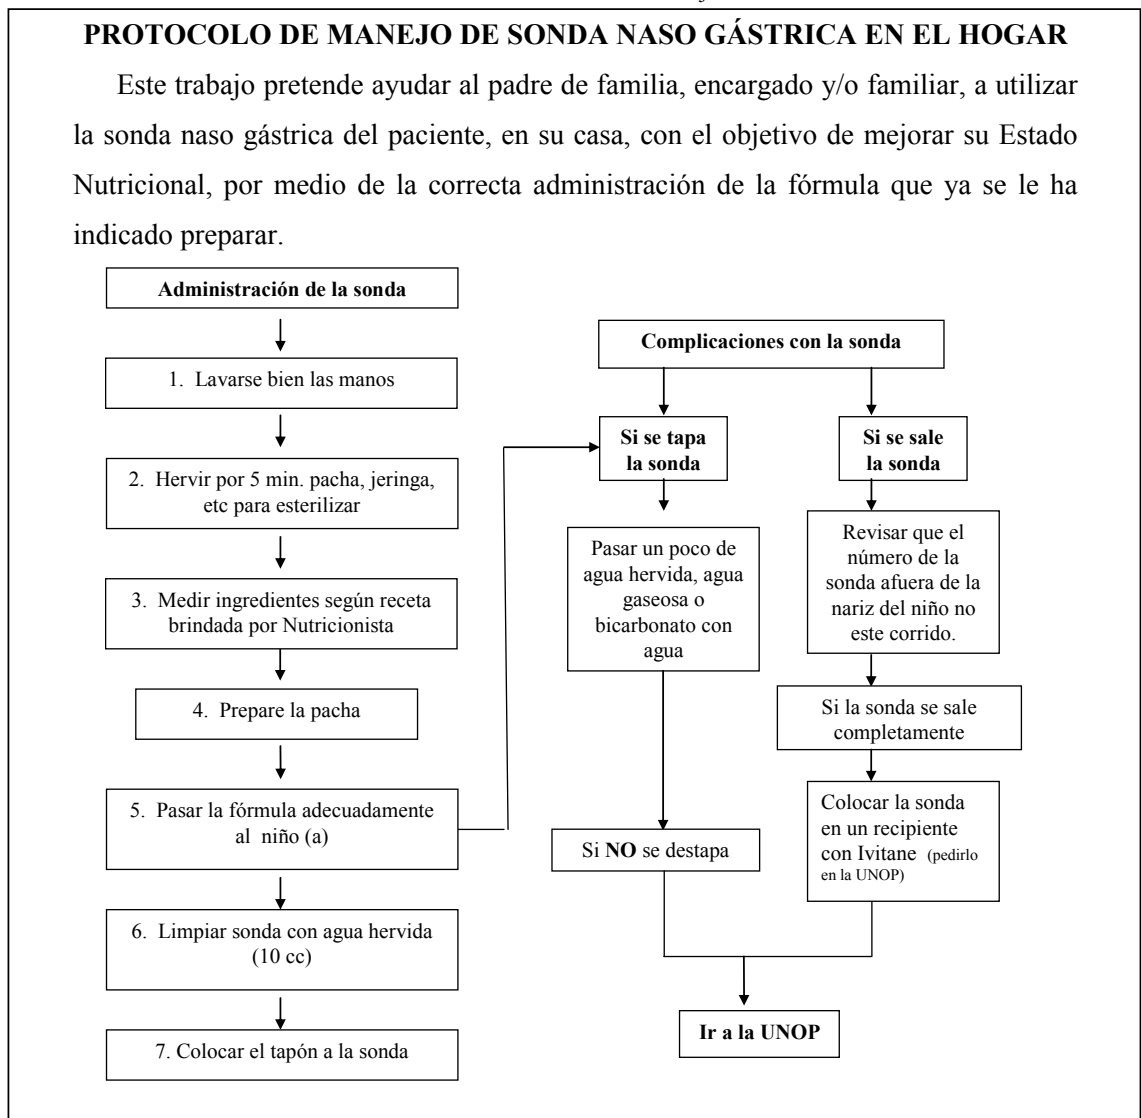 PROTOCOLO DE MANEJO DE SONDA NASO GÁSTRICA EN EL HOGAR
Este trabajo pretende ayudar al padre de familia, encargado y/o familiar, a utilizar
la sonda naso gástrica del paciente, en su casa, con el objetivo de mejorar su Estado
Nutricional, por medio de la correcta administración de la fórmula que ya se le ha
indicado preparar.
Administración de la sonda
1. Lavarse bien las manos
2. Hervir por 5 min. pacha, jeringa,
etc para esterilizar
3. Medir ingredientes según receta
brindada por Nutricionista
4. Prepare la pacha
5. Pasar la fórmula adecuadamente
al niño (a)
6. Limpiar sonda con agua hervida
(10 cc)
7. Colocar el tapón a la sonda
Complicaciones con la sonda
Si se tapa
la sonda
Pasar un poco de
agua hervida, agua
gaseosa o
bicarbonato con
agua
Si NO se destapa
Si se sale
la sonda
Revisar que el
número de la
sonda afuera de la
nariz del niño no
este corrido.
Si la sonda se sale
completamente
Colocar la sonda
en un recipiente
con Ivitane (pedirlo
en la UNOP)
Ir a la UNOP